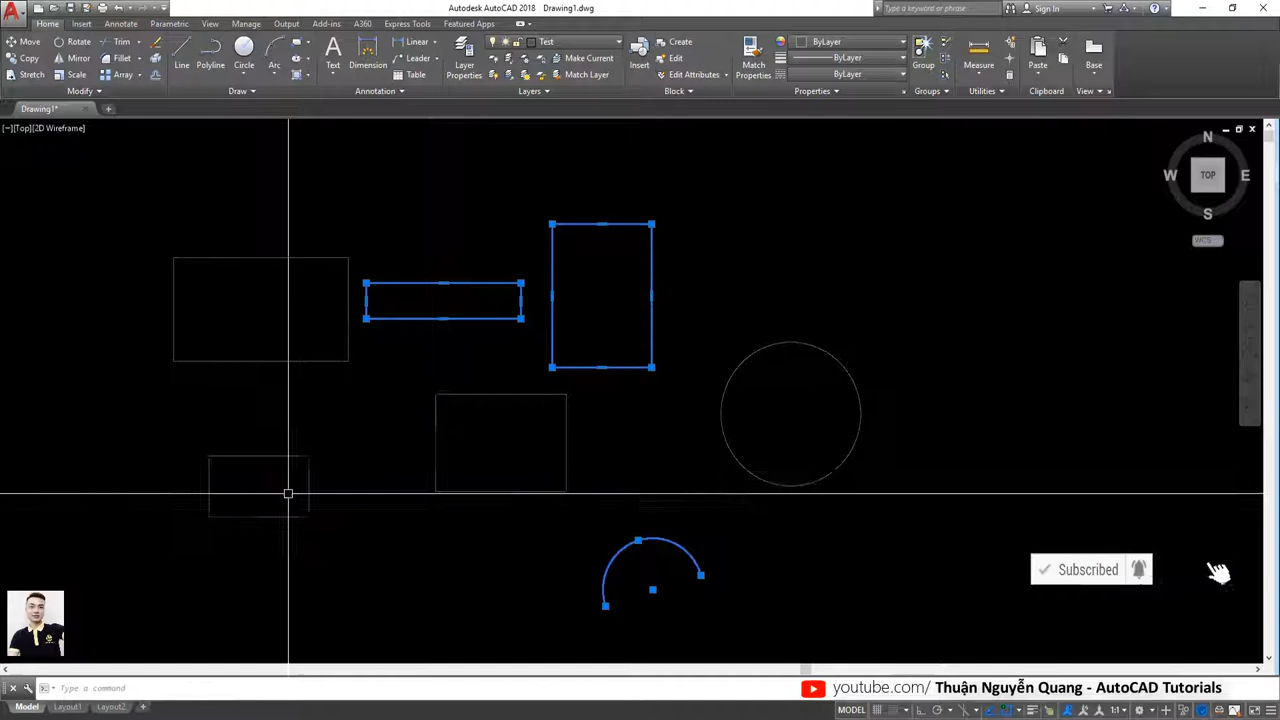 Autodesk AutoCAD 2018 Drawing1.dwg
Type a keyword or phrase
Sign In
Home Insert Annotate Parametric View Manage Output Add-ins A360 Express Tools Featured Apps
Move Rotate Trim
Copy Mirror Fillet
Stretch Scale Array
Modify
Line Polyline Circle Arc
Draw
Text Dimension
Linear
Leader
Table
Annotation
Layer
Properties
Test
Make Current
Match Layer
Layers
Insert
Create
Edit
Edit Attributes
Block
Match
Properties
ByLayer
ByLayer
ByLayer
Properties
Group
Groups
Measure
Utilities
Paste
Clipboard
Base
View
Drawing1*
[−][Top][2D Wireframe]
N
W TOP E
S
WCS
Subscribed
Type a command
youtube.com/ Thuận Nguyễn Quang - AutoCAD Tutorials
Model Layout1 Layout2
MODEL
1:1